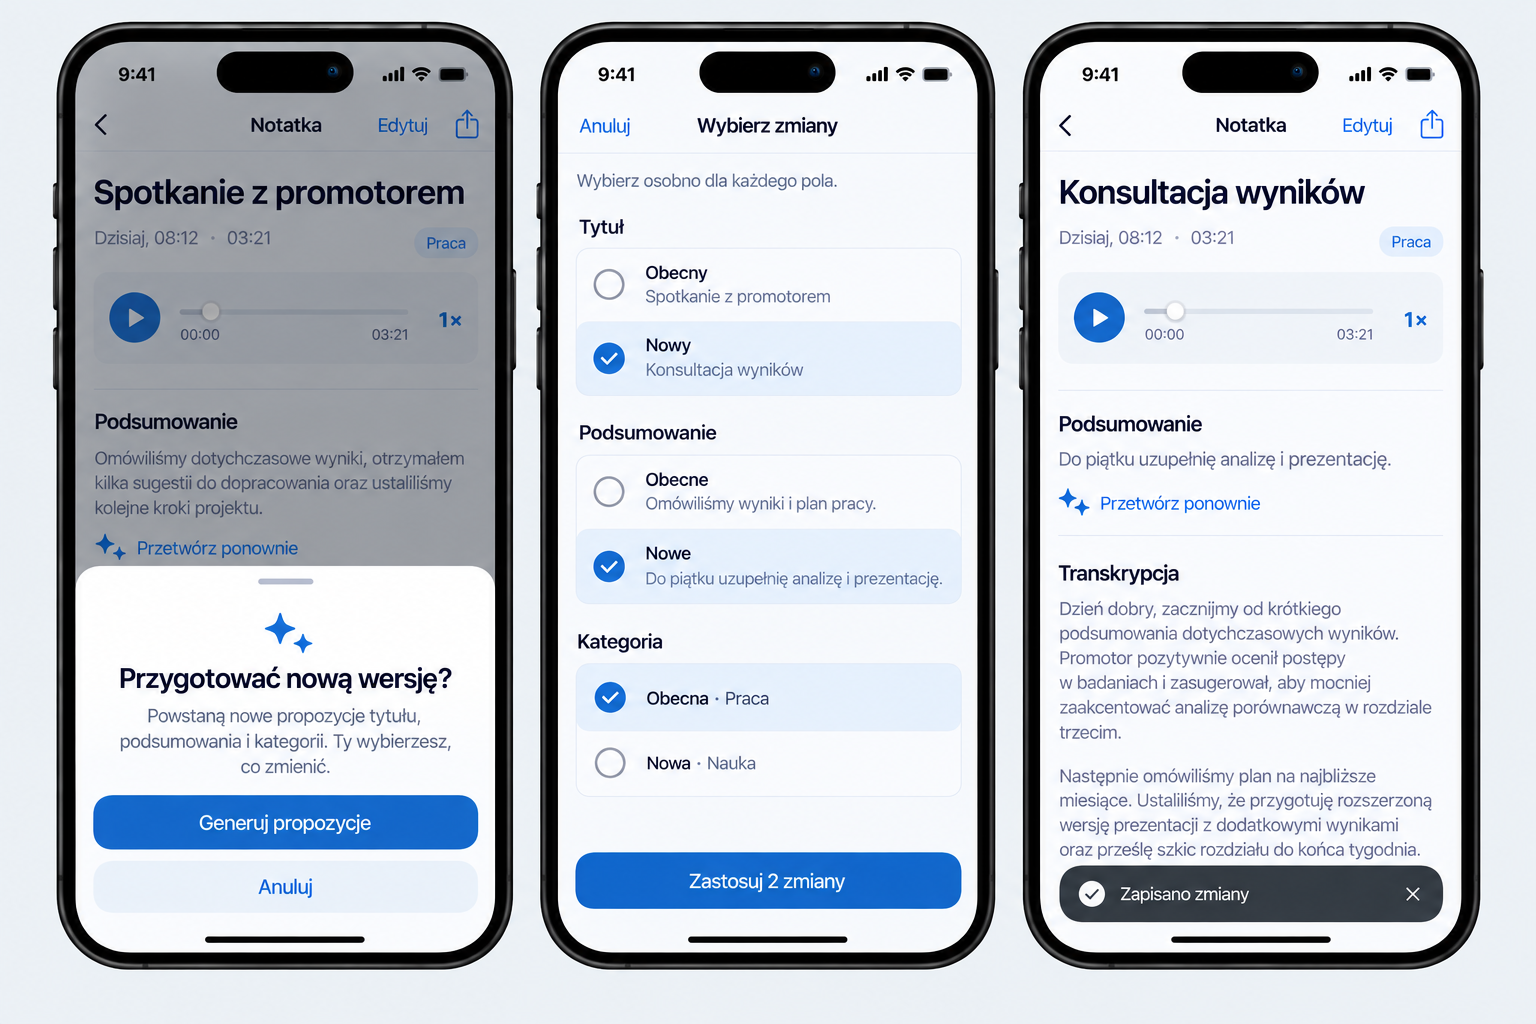 9:41
Notatka
Edytuj
Spotkanie z promotorem
Dzisiaj, 08:12 · 03:21
Praca
00:00
03:21
1×
Podsumowanie
Omówiliśmy dotychczasowe wyniki, otrzymałem
kilka sugestii do dopracowania oraz ustaliliśmy
kolejne kroki projektu.
Przetwórz ponownie
Przygotować nową wersję?
Powstaną nowe propozycje tytułu,
podsumowania i kategorii. Ty wybierzesz,
co zmienić.
Generuj propozycje
Anuluj
9:41
Anuluj
Wybierz zmiany
Wybierz osobno dla każdego pola.
Tytuł
Obecny
Spotkanie z promotorem
Nowy
Konsultacja wyników
Podsumowanie
Obecne
Omówiliśmy wyniki i plan pracy.
Nowe
Do piątku uzupełnię analizę i prezentację.
Kategoria
Obecna · Praca
Nowa · Nauka
Zastosuj 2 zmiany
9:41
Notatka
Edytuj
Konsultacja wyników
Dzisiaj, 08:12 · 03:21
Praca
00:00
03:21
1×
Podsumowanie
Do piątku uzupełnię analizę i prezentację.
Przetwórz ponownie
Transkrypcja
Dzień dobry, zacznijmy od krótkiego
podsumowania dotychczasowych wyników.
Promotor pozytywnie ocenił postępy
w badaniach i zasugerował, aby mocniej
zaakcentować analizę porównawczą w rozdziale
trzecim.
Następnie omówiliśmy plan na najbliższe
miesiące. Ustaliliśmy, że przygotuję rozszerzoną
wersję prezentacji z dodatkowymi wynikami
oraz prześlę szkic rozdziału do końca tygodnia.
Zapisano zmiany